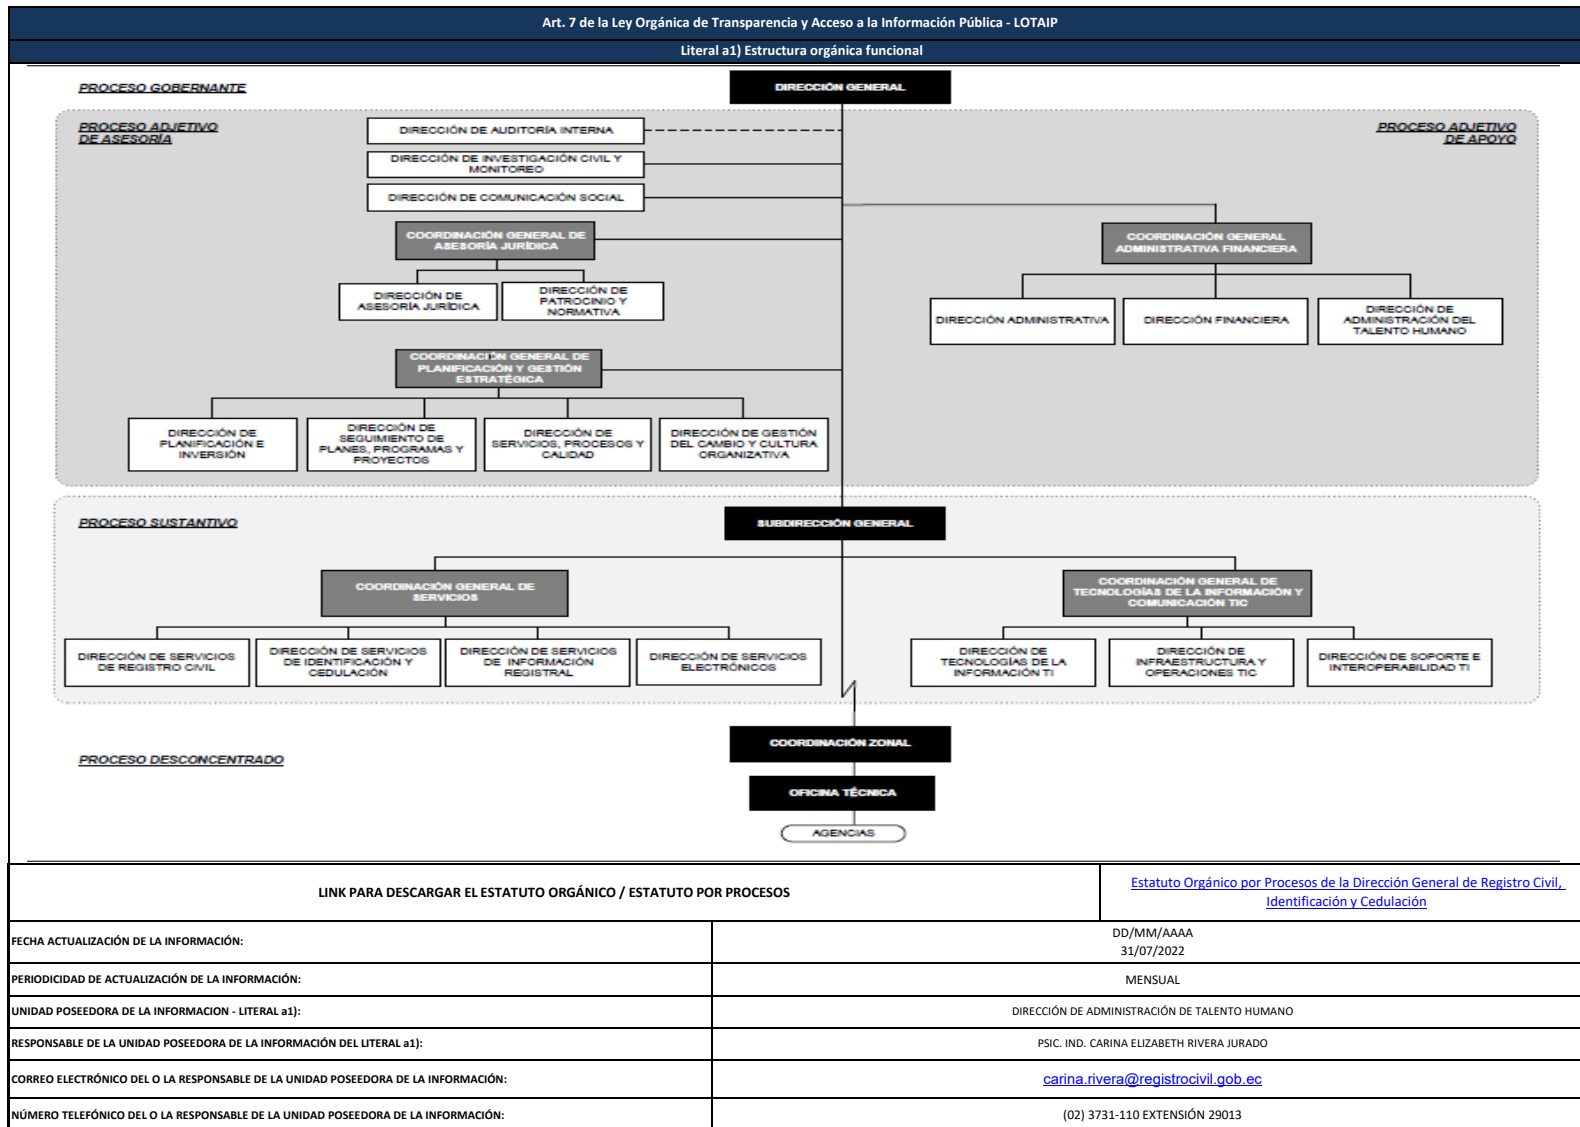 Art. 7 de la Ley Orgánica de Transparencia y Acceso a la Información Pública - LOTAIP
Literal a1) Estructura orgánica funcional
PROCESO GOBERNANTE
DIRECCIÓN GENERAL
PROCESO ADJETIVO
DE ASESORÍA
PROCESO ADJETIVO
DE APOYO
DIRECCIÓN DE AUDITORÍA INTERNA
DIRECCIÓN DE INVESTIGACIÓN CIVIL Y
MONITOREO
DIRECCIÓN DE COMUNICACIÓN SOCIAL
COORDINACIÓN GENERAL DE
ASESORÍA JURÍDICA
COORDINACIÓN GENERAL
ADMINISTRATIVA FINANCIERA
DIRECCIÓN DE
ASESORÍA JURÍDICA
DIRECCIÓN DE
PATROCINIO Y
NORMATIVA
DIRECCIÓN ADMINISTRATIVA
DIRECCIÓN FINANCIERA
DIRECCIÓN DE
ADMINISTRACIÓN DEL
TALENTO HUMANO
COORDINACIÓN GENERAL DE
PLANIFICACIÓN Y GESTIÓN
ESTRATÉGICA
DIRECCIÓN DE
PLANIFICACIÓN E
INVERSIÓN
DIRECCIÓN DE
SEGUIMIENTO DE
PLANES, PROGRAMAS Y
PROYECTOS
DIRECCIÓN DE
SERVICIOS, PROCESOS Y
CALIDAD
DIRECCIÓN DE GESTIÓN
DEL CAMBIO Y CULTURA
ORGANIZATIVA
PROCESO SUSTANTIVO
SUBDIRECCIÓN GENERAL
COORDINACIÓN GENERAL DE
SERVICIOS
COORDINACIÓN GENERAL DE
TECNOLOGÍAS DE LA INFORMACIÓN Y
COMUNICACIÓN TIC
DIRECCIÓN DE SERVICIOS
DE REGISTRO CIVIL
DIRECCIÓN DE SERVICIOS
DE IDENTIFICACIÓN Y
CEDULACIÓN
DIRECCIÓN DE SERVICIOS
DE INFORMACIÓN
REGISTRAL
DIRECCIÓN DE SERVICIOS
ELECTRÓNICOS
DIRECCIÓN DE
TECNOLOGÍAS DE LA
INFORMACIÓN TI
DIRECCIÓN DE
INFRAESTRUCTURA Y
OPERACIONES TIC
DIRECCIÓN DE SOPORTE E
INTEROPERABILIDAD TI
COORDINACIÓN ZONAL
PROCESO DESCONCENTRADO
OFICINA TÉCNICA
AGENCIAS
LINK PARA DESCARGAR EL ESTATUTO ORGÁNICO / ESTATUTO POR PROCESOS
Estatuto Orgánico por Procesos de la Dirección General de Registro Civil,
Identificación y Cedulación
FECHA ACTUALIZACIÓN DE LA INFORMACIÓN:
DD/MM/AAAA
31/07/2022
PERIODICIDAD DE ACTUALIZACIÓN DE LA INFORMACIÓN:
MENSUAL
UNIDAD POSEEDORA DE LA INFORMACION - LITERAL a1):
DIRECCIÓN DE ADMINISTRACIÓN DE TALENTO HUMANO
RESPONSABLE DE LA UNIDAD POSEEDORA DE LA INFORMACIÓN DEL LITERAL a1):
PSIC. IND. CARINA ELIZABETH RIVERA JURADO
CORREO ELECTRÓNICO DEL O LA RESPONSABLE DE LA UNIDAD POSEEDORA DE LA INFORMACIÓN:
carina.rivera@registrocivil.gob.ec
NÚMERO TELEFÓNICO DEL O LA RESPONSABLE DE LA UNIDAD POSEEDORA DE LA INFORMACIÓN:
(02) 3731-110 EXTENSIÓN 29013